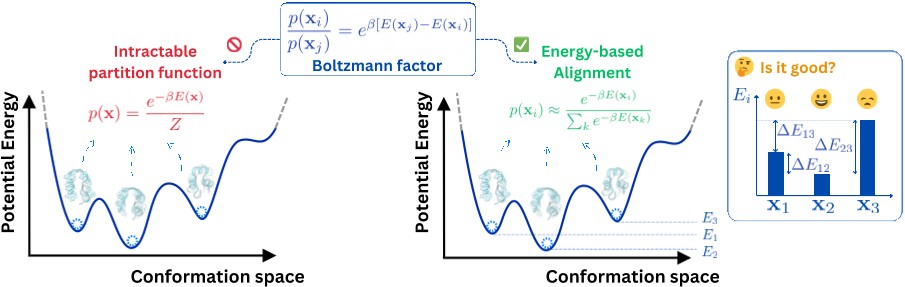 p(x_i) / p(x_j) = e^{β[E(x_j)−E(x_i)]}
Boltzmann factor
Intractable
partition function
p(x) = e^{−βE(x)} / Z
Potential Energy
Conformation space
Energy-based
Alignment
p(x_i) ≈ e^{−βE(x_i)} / ∑_k e^{−βE(x_k)}
Potential Energy
E_3
E_1
E_2
Conformation space
Is it good?
E_i
ΔE_13
ΔE_23
ΔE_12
x_1 x_2 x_3